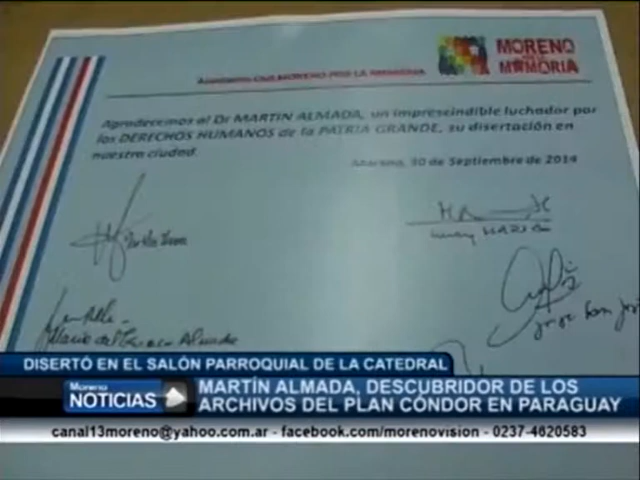 MORENO
POR LA
MEMORIA
Asociación Civil MORENO POR LA MEMORIA
Agradecemos al Dr MARTIN ALMADA, un imprescindible luchador por
los DERECHOS HUMANOS de la PATRIA GRANDE, su disertación en
nuestra ciudad.
Moreno, 30 de Septiembre de 2014
DISERTÓ EN EL SALÓN PARROQUIAL DE LA CATEDRAL
Moreno
NOTICIAS
MARTÍN ALMADA, DESCUBRIDOR DE LOS
ARCHIVOS DEL PLAN CÓNDOR EN PARAGUAY
canal13moreno@yahoo.com.ar - facebook.com/morenovision - 0237-4620583